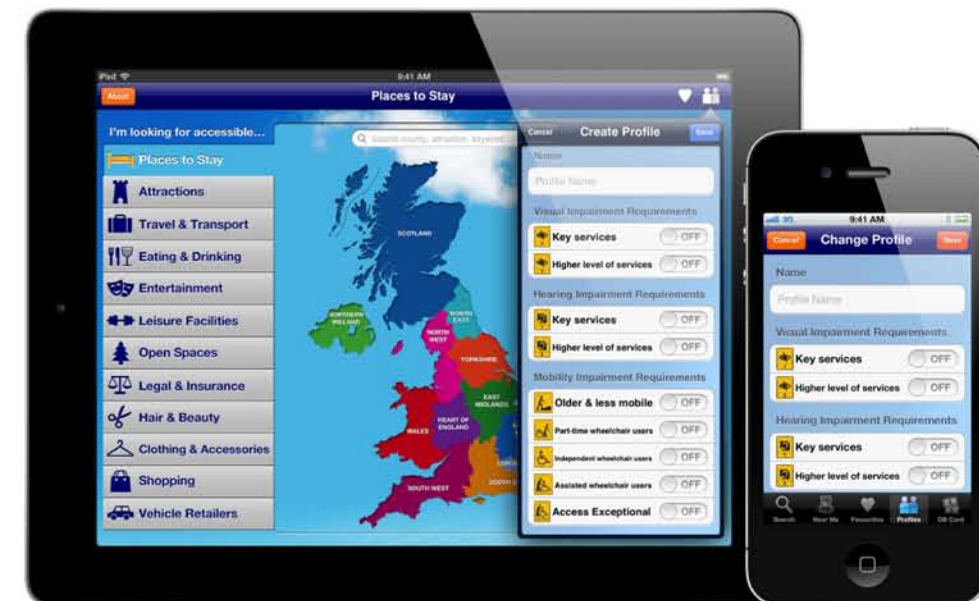 iPad
9:41 AM
About
Places to Stay
I'm looking for accessible...
Places to Stay
Attractions
Travel & Transport
Eating & Drinking
Entertainment
Leisure Facilities
Open Spaces
Legal & Insurance
Hair & Beauty
Clothing & Accessories
Shopping
Vehicle Retailers
SCOTLAND
NORTHERN
IRELAND
NORTH
EAST
NORTH
WEST
YORKSHIRE
EAST
MIDLANDS
WALES
HEART OF
ENGLAND
SOUTH WEST
Cancel
Create Profile
Save
Name
Profile Name
Visual Impairment Requirements
Key services OFF
Higher level of services OFF
Hearing Impairment Requirements
Key services OFF
Higher level of services OFF
Mobility Impairment Requirements
Older & less mobile OFF
Part-time wheelchair users OFF
Independent wheelchair users OFF
Assisted wheelchair users OFF
Access Exceptional OFF
3G
9:41 AM
Cancel
Change Profile
Save
Name
Profile Name
Visual Impairment Requirements
Key services OFF
Higher level of services OFF
Hearing Impairment Requirements
Key services OFF
Higher level of services OFF
Search
Near Me
Favourites
Profiles
DB Card